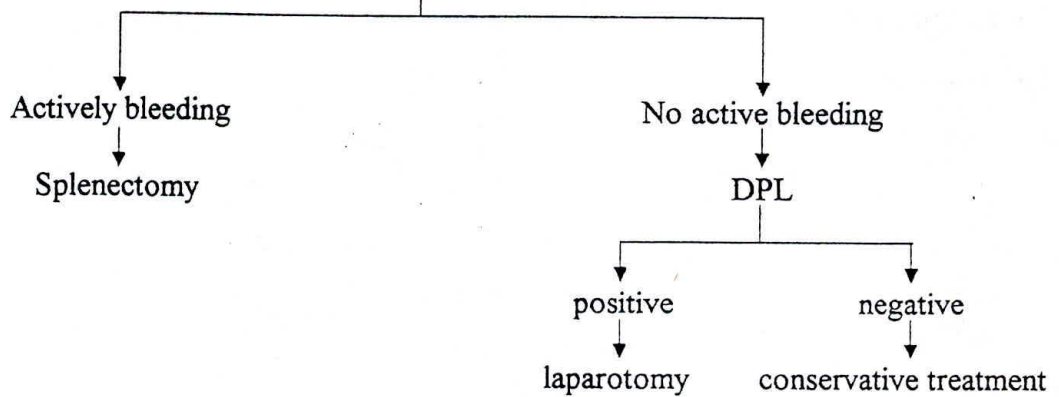 Actively bleeding
No active bleeding
Splenectomy
DPL
positive
negative
laparotomy
conservative treatment